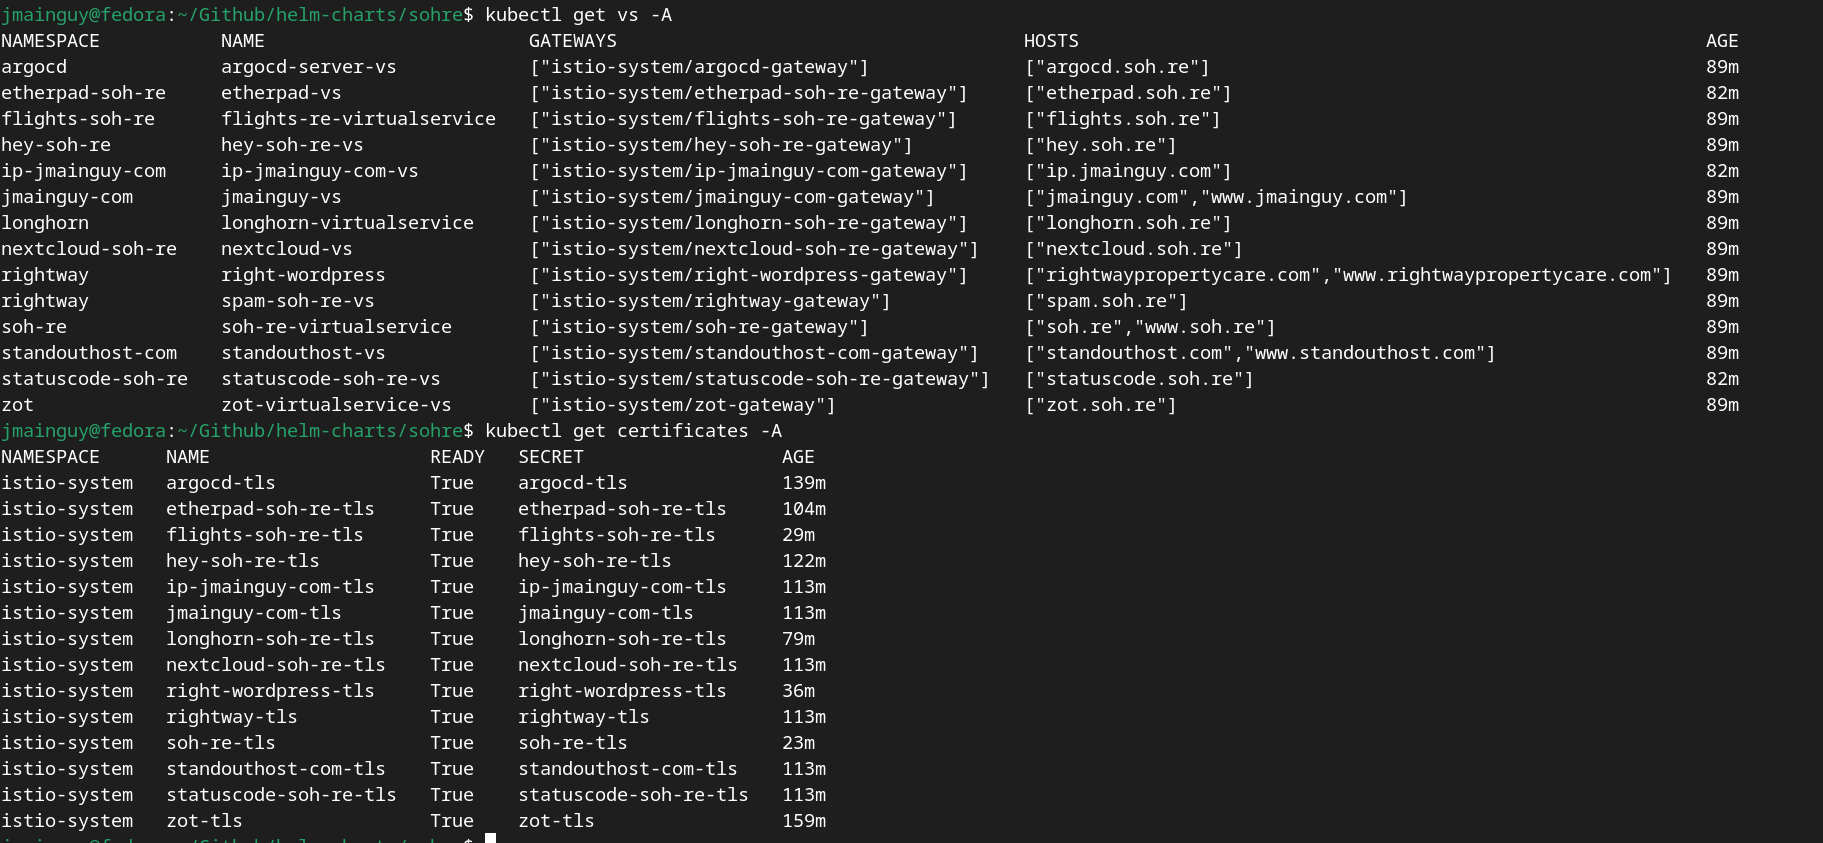 jmainguy@fedora:~/Github/helm-charts/sohre$ kubectl get vs -A
NAMESPACE           NAME                        GATEWAYS                                     HOSTS                                                         AGE
argocd              argocd-server-vs            ["istio-system/argocd-gateway"]              ["argocd.soh.re"]                                             89m
etherpad-soh-re     etherpad-vs                 ["istio-system/etherpad-soh-re-gateway"]     ["etherpad.soh.re"]                                           82m
flights-soh-re      flights-re-virtualservice   ["istio-system/flights-soh-re-gateway"]      ["flights.soh.re"]                                            89m
hey-soh-re          hey-soh-re-vs               ["istio-system/hey-soh-re-gateway"]          ["hey.soh.re"]                                                89m
ip-jmainguy-com     ip-jmainguy-com-vs          ["istio-system/ip-jmainguy-com-gateway"]     ["ip.jmainguy.com"]                                           82m
jmainguy-com        jmainguy-vs                 ["istio-system/jmainguy-com-gateway"]        ["jmainguy.com","www.jmainguy.com"]                           89m
longhorn            longhorn-virtualservice     ["istio-system/longhorn-soh-re-gateway"]     ["longhorn.soh.re"]                                           89m
nextcloud-soh-re    nextcloud-vs                ["istio-system/nextcloud-soh-re-gateway"]    ["nextcloud.soh.re"]                                          89m
rightway            right-wordpress             ["istio-system/right-wordpress-gateway"]     ["rightwaypropertycare.com","www.rightwaypropertycare.com"]   89m
rightway            spam-soh-re-vs              ["istio-system/rightway-gateway"]            ["spam.soh.re"]                                               89m
soh-re              soh-re-virtualservice       ["istio-system/soh-re-gateway"]              ["soh.re","www.soh.re"]                                       89m
standouthost-com    standouthost-vs             ["istio-system/standouthost-com-gateway"]    ["standouthost.com","www.standouthost.com"]                   89m
statuscode-soh-re   statuscode-soh-re-vs        ["istio-system/statuscode-soh-re-gateway"]   ["statuscode.soh.re"]                                         82m
zot                 zot-virtualservice-vs       ["istio-system/zot-gateway"]                 ["zot.soh.re"]                                                89m
jmainguy@fedora:~/Github/helm-charts/sohre$ kubectl get certificates -A
NAMESPACE      NAME                    READY   SECRET                  AGE
istio-system   argocd-tls              True    argocd-tls              139m
istio-system   etherpad-soh-re-tls     True    etherpad-soh-re-tls     104m
istio-system   flights-soh-re-tls      True    flights-soh-re-tls      29m
istio-system   hey-soh-re-tls          True    hey-soh-re-tls          122m
istio-system   ip-jmainguy-com-tls     True    ip-jmainguy-com-tls     113m
istio-system   jmainguy-com-tls        True    jmainguy-com-tls        113m
istio-system   longhorn-soh-re-tls     True    longhorn-soh-re-tls     79m
istio-system   nextcloud-soh-re-tls    True    nextcloud-soh-re-tls    113m
istio-system   right-wordpress-tls     True    right-wordpress-tls     36m
istio-system   rightway-tls            True    rightway-tls            113m
istio-system   soh-re-tls              True    soh-re-tls              23m
istio-system   standouthost-com-tls    True    standouthost-com-tls    113m
istio-system   statuscode-soh-re-tls   True    statuscode-soh-re-tls   113m
istio-system   zot-tls                 True    zot-tls                 159m
jmainguy@fedora:~/Github/helm-charts/sohre$